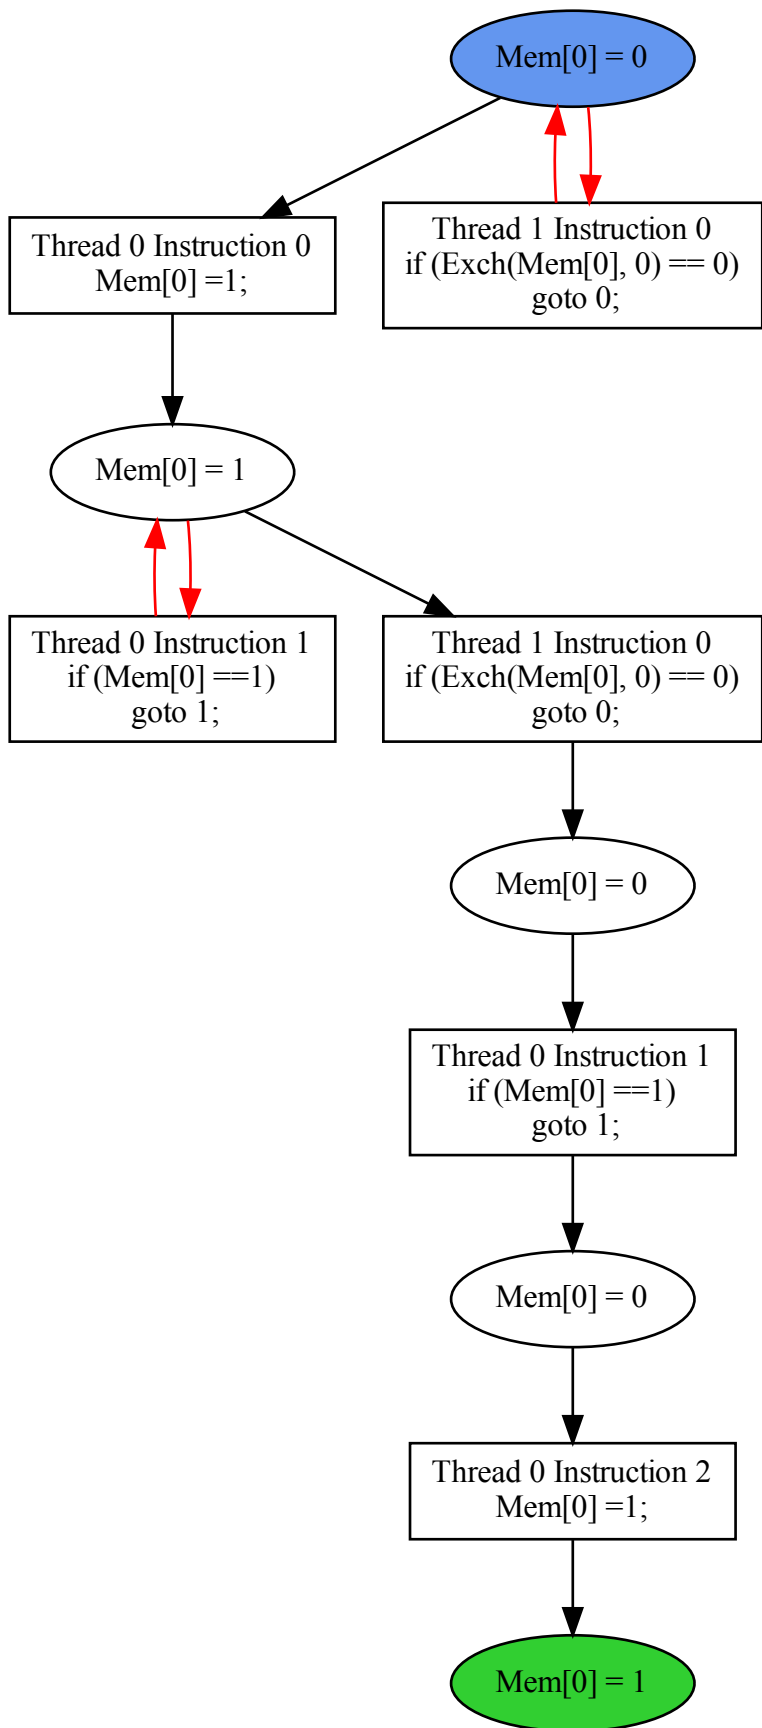 Mem[0] = 0
Thread 0 Instruction 0
Mem[0] =1;
Thread 1 Instruction 0
if (Exch(Mem[0], 0) == 0)
goto 0;
Mem[0] = 1
Thread 0 Instruction 1
if (Mem[0] ==1)
goto 1;
Thread 1 Instruction 0
if (Exch(Mem[0], 0) == 0)
goto 0;
Mem[0] = 0
Thread 0 Instruction 1
if (Mem[0] ==1)
goto 1;
Mem[0] = 0
Thread 0 Instruction 2
Mem[0] =1;
Mem[0] = 1